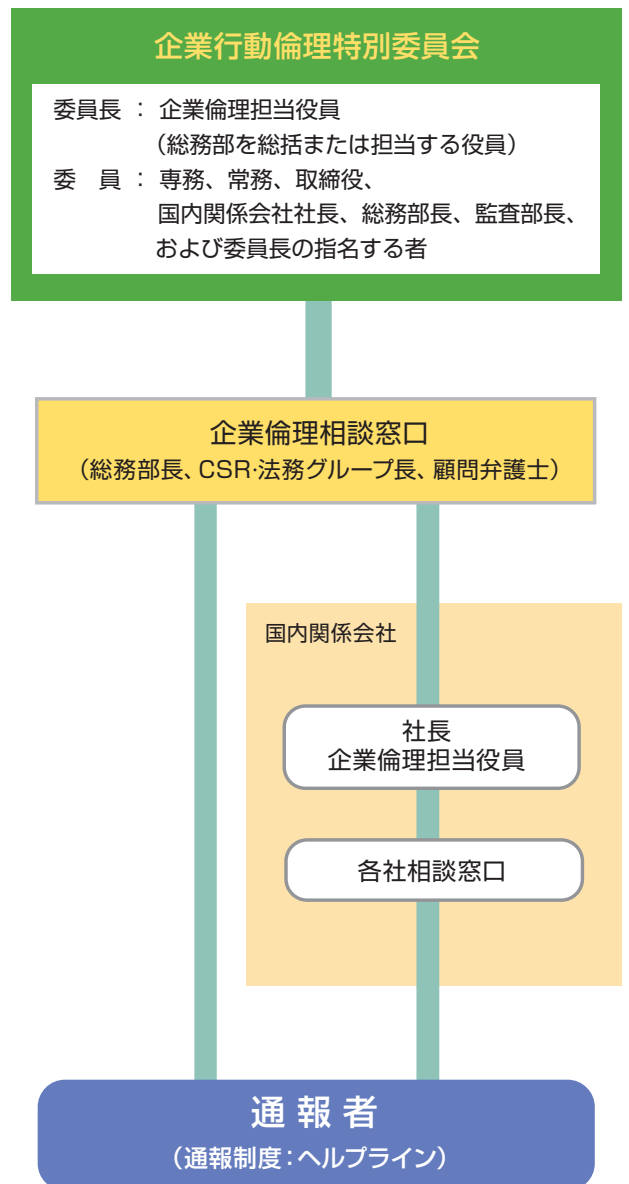 企業行動倫理特別委員会
委員長 : 企業倫理担当役員
(総務部を総括または担当する役員)
委　員 : 専務、常務、取締役、
国内関係会社社長、総務部長、監査部長、
および委員長の指名する者
企業倫理相談窓口
(総務部長、CSR・法務グループ長、顧問弁護士)
国内関係会社
社長
企業倫理担当役員
各社相談窓口
通報者
(通報制度:ヘルプライン)